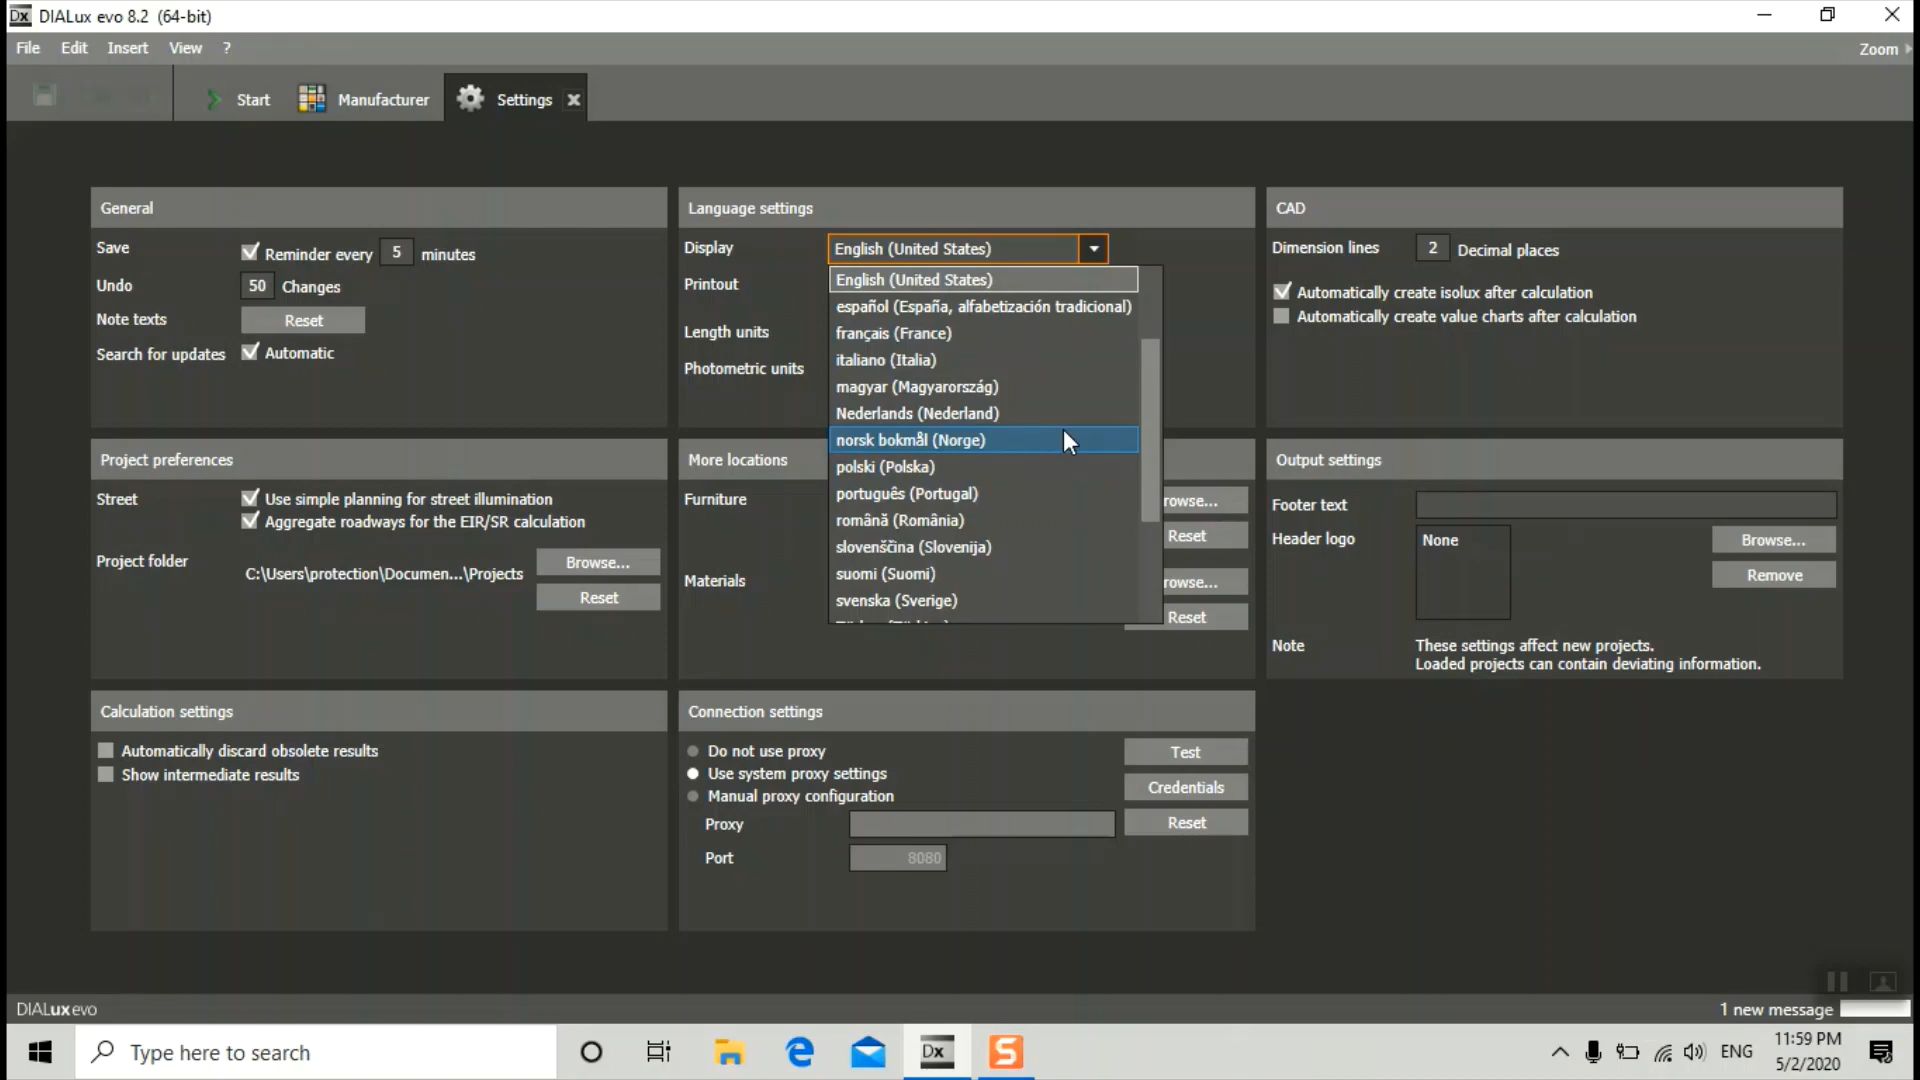 Dx DIALux evo 8.2 (64-bit)
File Edit Insert View ? Zoom
Start Manufacturer Settings
General
Save Reminder every 5 minutes
Undo 50 Changes
Note texts Reset
Search for updates Automatic
Language settings
Display English (United States)
Printout
Length units
Photometric units
English (United States)
español (España, alfabetización tradicional)
français (France)
italiano (Italia)
magyar (Magyarország)
Nederlands (Nederland)
norsk bokmål (Norge)
polski (Polska)
português (Portugal)
română (România)
slovenščina (Slovenija)
suomi (Suomi)
svenska (Sverige)
CAD
Dimension lines 2 Decimal places
Automatically create isolux after calculation
Automatically create value charts after calculation
Project preferences
Street Use simple planning for street illumination
Aggregate roadways for the EIR/SR calculation
Project folder C:\Users\protection\Documen...\Projects Browse...
Reset
More locations
Furniture rowse...
Reset
Materials rowse...
Reset
Output settings
Footer text
Header logo None Browse...
Remove
Note These settings affect new projects.
Loaded projects can contain deviating information.
Calculation settings
Automatically discard obsolete results
Show intermediate results
Connection settings
Do not use proxy Test
Use system proxy settings Credentials
Manual proxy configuration
Proxy Reset
Port 8080
DIALux evo 1 new message
Type here to search Dx S ENG 11:59 PM
5/2/2020